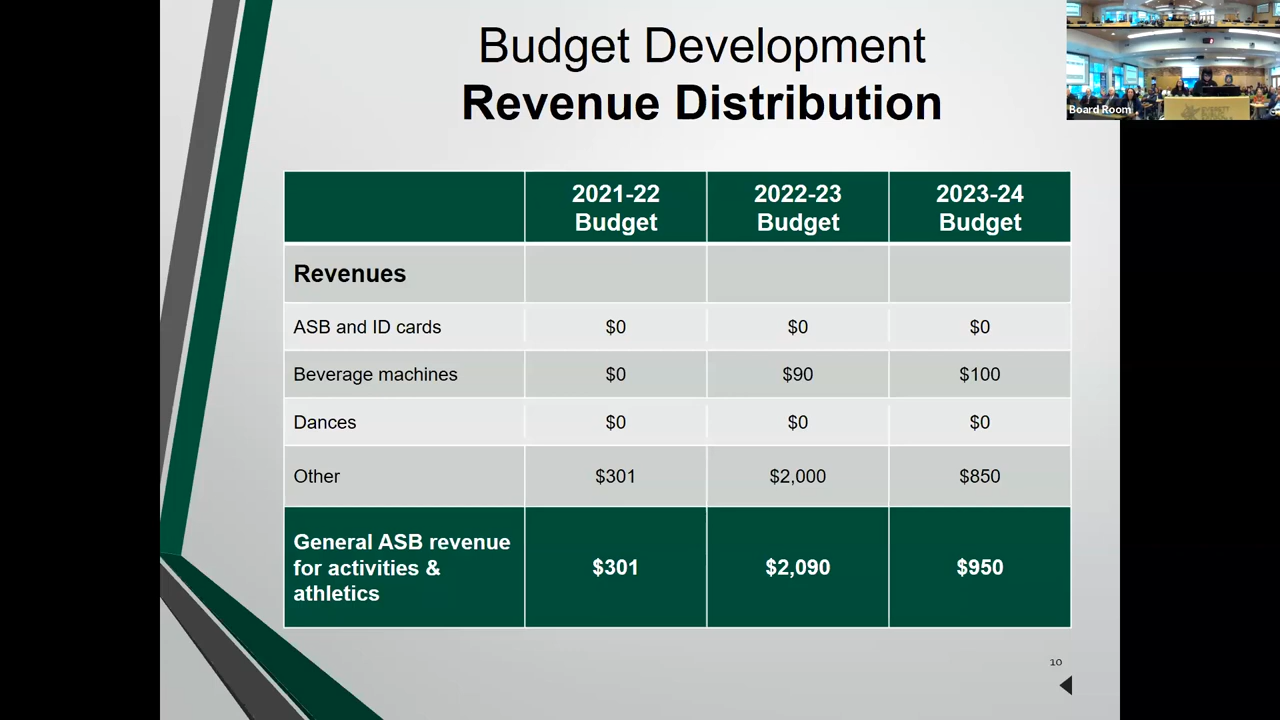 Budget Development
Revenue Distribution
Board Room
2021-22 Budget
2022-23 Budget
2023-24 Budget
Revenues
ASB and ID cards $0 $0 $0
Beverage machines $0 $90 $100
Dances $0 $0 $0
Other $301 $2,000 $850
General ASB revenue for activities & athletics $301 $2,090 $950
10